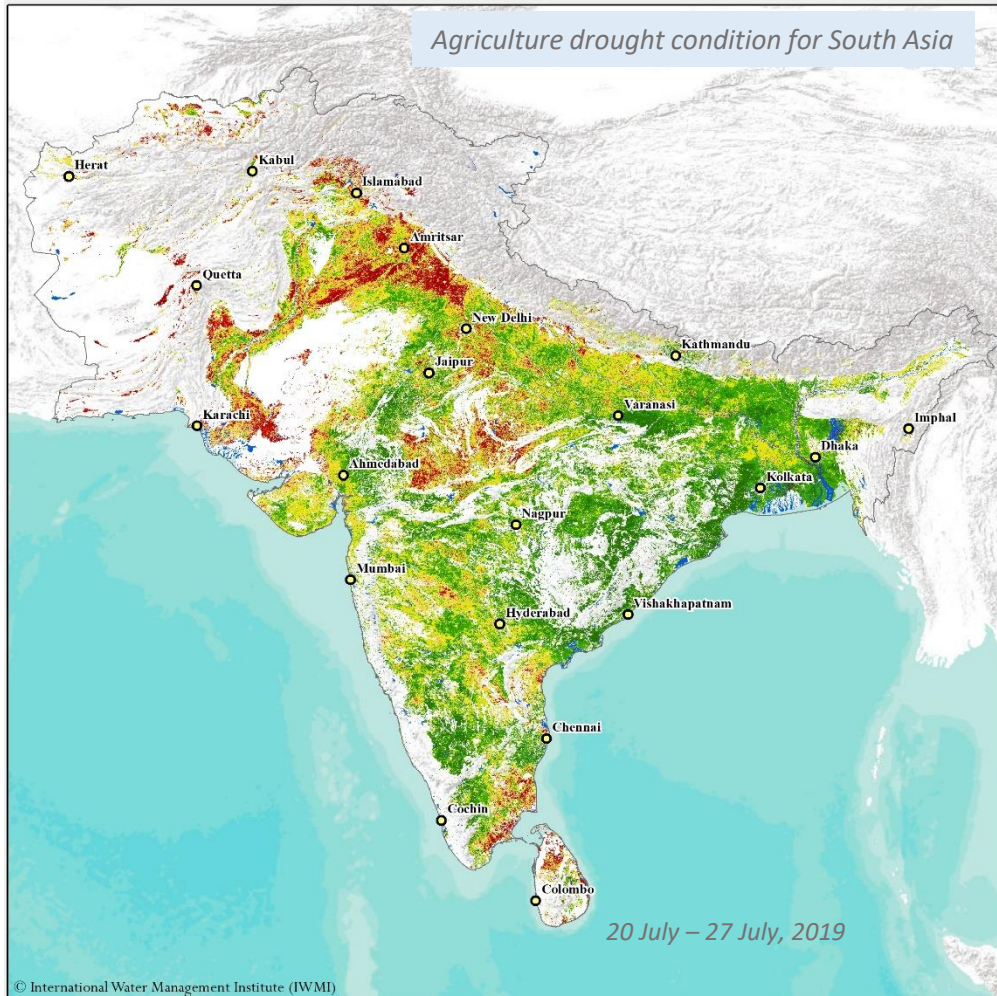 Agriculture drought condition for South Asia
Herat
Kabul
Islamabad
Amritsar
Quetta
New Delhi
Kathmandu
Jaipur
Varanasi
Karachi
Imphal
Dhaka
Ahmedabad
Kolkata
Nagpur
Mumbai
Vishakhapatnam
Hyderabad
Chennai
Cochin
Colombo
20 July – 27 July, 2019
© International Water Management Institute (IWMI)